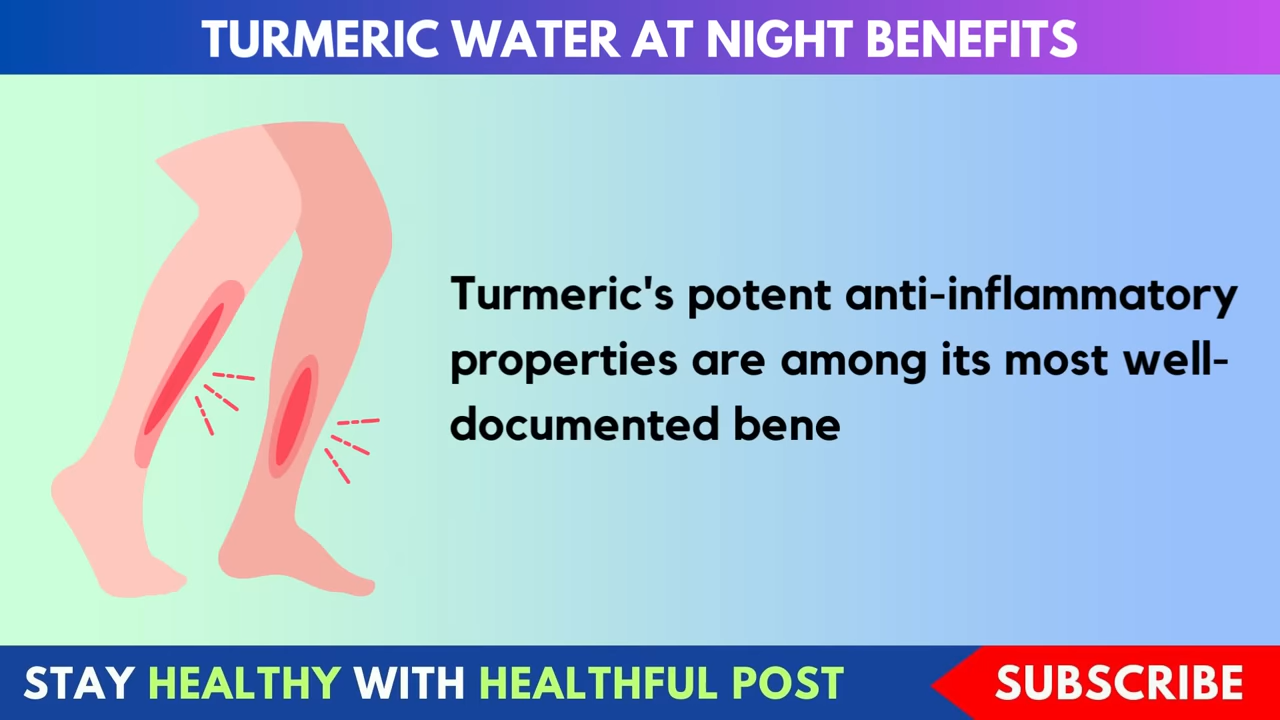 TURMERIC WATER AT NIGHT BENEFITS
Turmeric's potent anti-inflammatory
properties are among its most well-
documented bene
STAY HEALTHY WITH HEALTHFUL POST
SUBSCRIBE